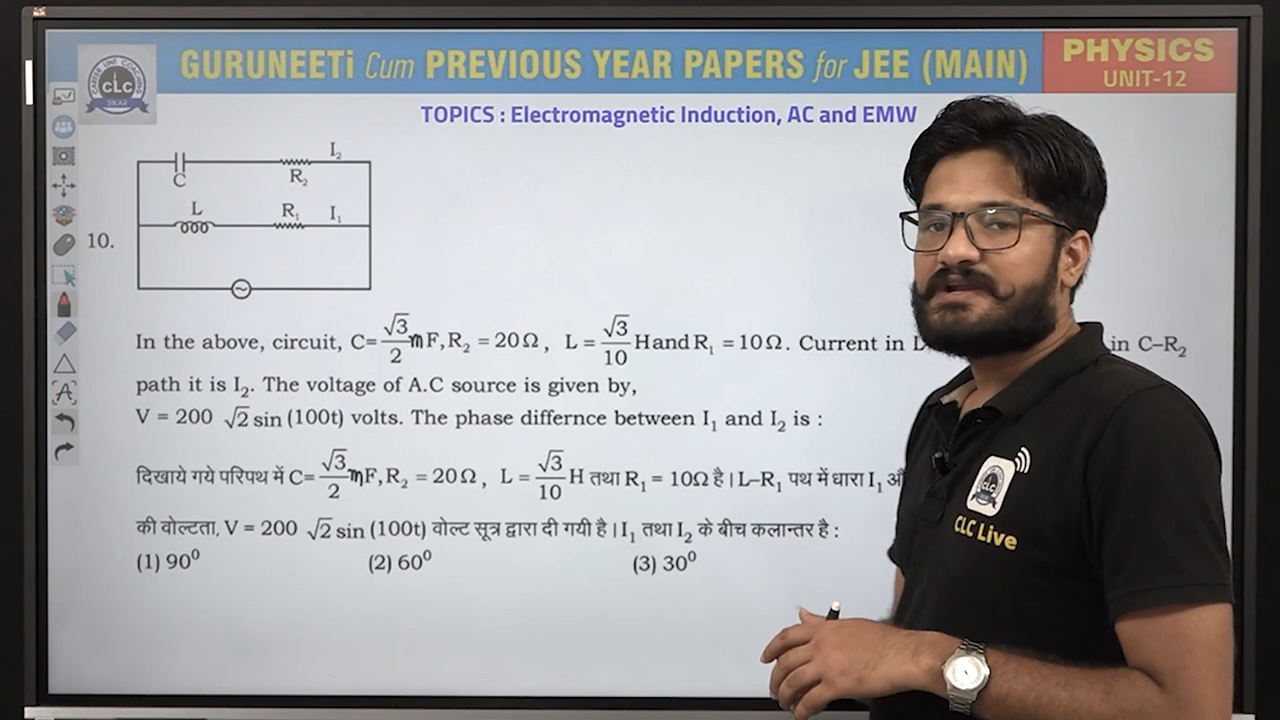 GURUNEETi Cum PREVIOUS YEAR PAPERS for JEE (MAIN)
PHYSICS
UNIT-12
CLC
SIKAR
TOPICS : Electromagnetic Induction, AC and EMW
I₂
C
R₂
L R₁ I₁
10.
In the above, circuit, C= √3/2 mF, R₂ = 20Ω, L = √3/10 H and R₁ = 10Ω. Current in L in C–R₂
path it is I₂. The voltage of A.C source is given by,
V = 200 √2 sin (100t) volts. The phase differnce between I₁ and I₂ is :
दिखाये गये परिपथ में C= √3/2 mF, R₂ = 20Ω, L = √3/10 H तथा R₁ = 10Ω है। L–R₁ पथ में धारा I₁
की वोल्टता, V = 200 √2 sin (100t) वोल्ट सूत्र द्वारा दी गयी है। I₁ तथा I₂ के बीच कलान्तर है :
(1) 90⁰ (2) 60⁰ (3) 30⁰
CLC
CLC Live